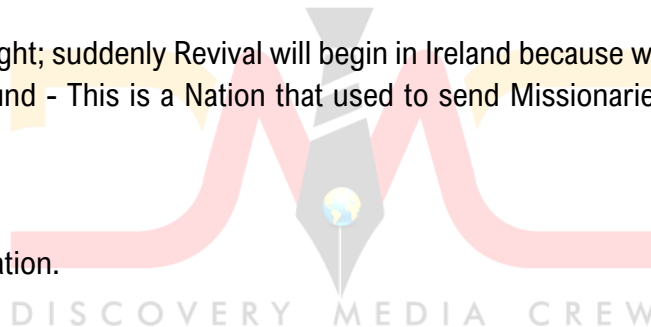 ght; suddenly Revival will begin in Ireland because w
und - This is a Nation that used to send Missionarie
ation.
DISCOVERY MEDIA CREW